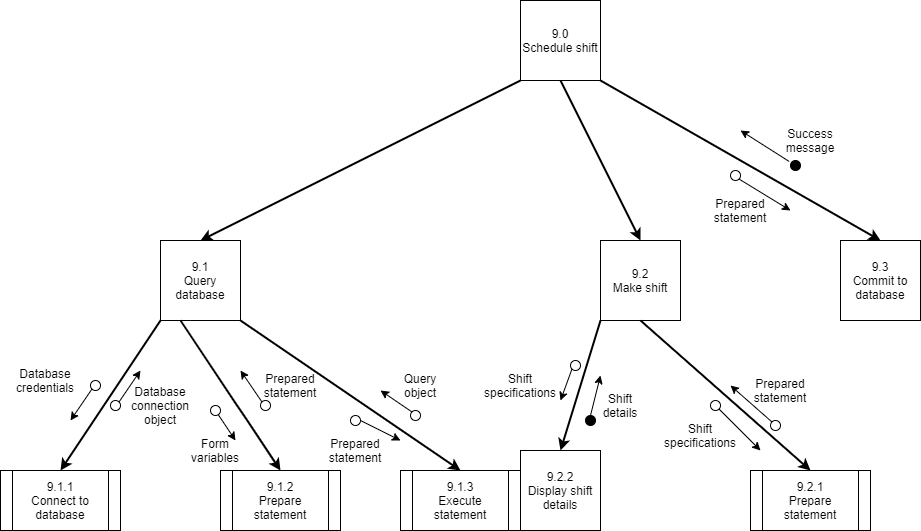 9.0
Schedule shift
Success
message
Prepared
statement
9.1
Query
database
9.2
Make shift
9.3
Commit to
database
Database
credentials
Database
connection
object
Prepared
statement
Form
variables
Query
object
Prepared
statement
Shift
specifications
Shift
details
Prepared
statement
Shift
specifications
9.1.1
Connect to
database
9.1.2
Prepare
statement
9.1.3
Execute
statement
9.2.2
Display shift
details
9.2.1
Prepare
statement